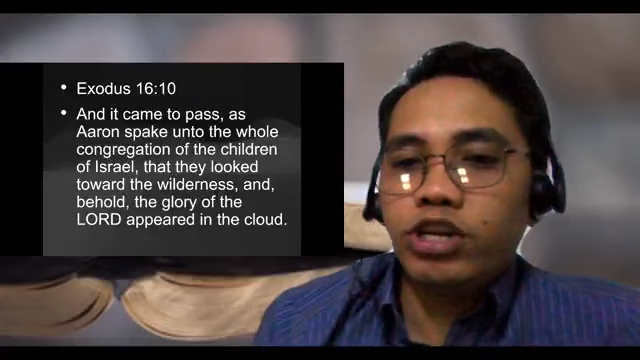 • Exodus 16:10
• And it came to pass, as
Aaron spake unto the whole
congregation of the children
of Israel, that they looked
toward the wilderness, and,
behold, the glory of the
LORD appeared in the cloud.